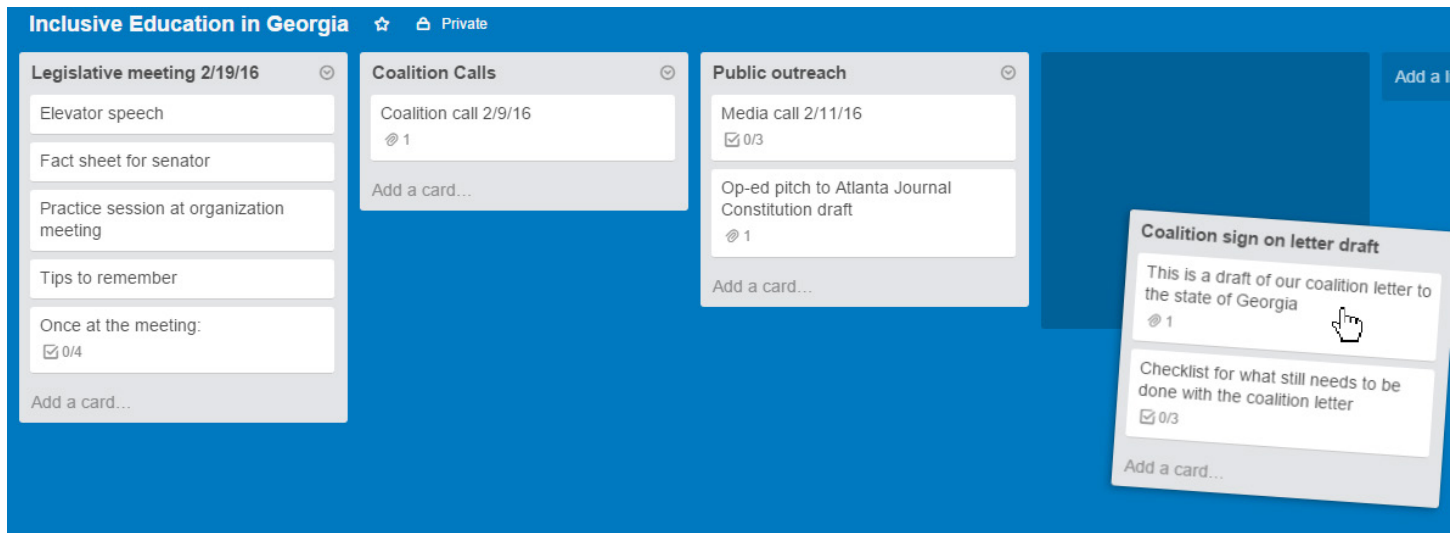 Inclusive Education in Georgia
Private
Legislative meeting 2/19/16
Elevator speech
Fact sheet for senator
Practice session at organization
meeting
Tips to remember
Once at the meeting:
0/4
Add a card...
Coalition Calls
Coalition call 2/9/16
1
Add a card...
Public outreach
Media call 2/11/16
0/3
Op-ed pitch to Atlanta Journal
Constitution draft
1
Add a card...
Coalition sign on letter draft
This is a draft of our coalition letter to
the state of Georgia
1
Checklist for what still needs to be
done with the coalition letter
0/3
Add a card...
Add a